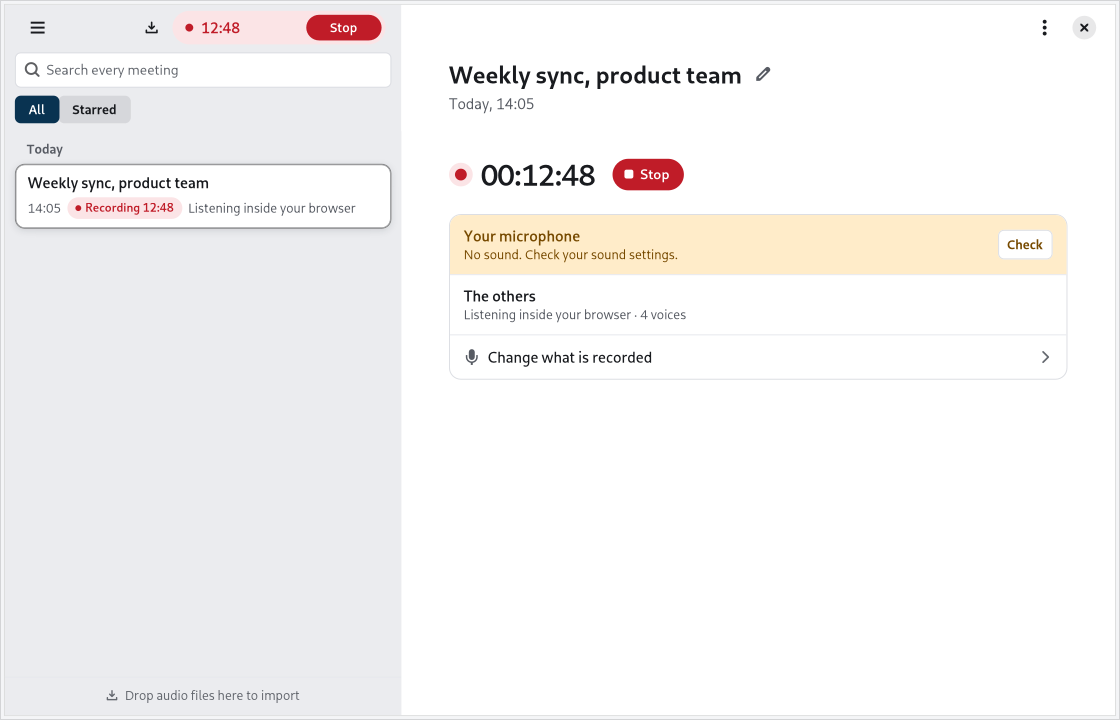 12:48
Stop
Search every meeting
All
Starred
Today
Weekly sync, product team
14:05 Recording 12:48 Listening inside your browser
Drop audio files here to import
Weekly sync, product team
Today, 14:05
00:12:48
Stop
Your microphone
No sound. Check your sound settings.
Check
The others
Listening inside your browser · 4 voices
Change what is recorded